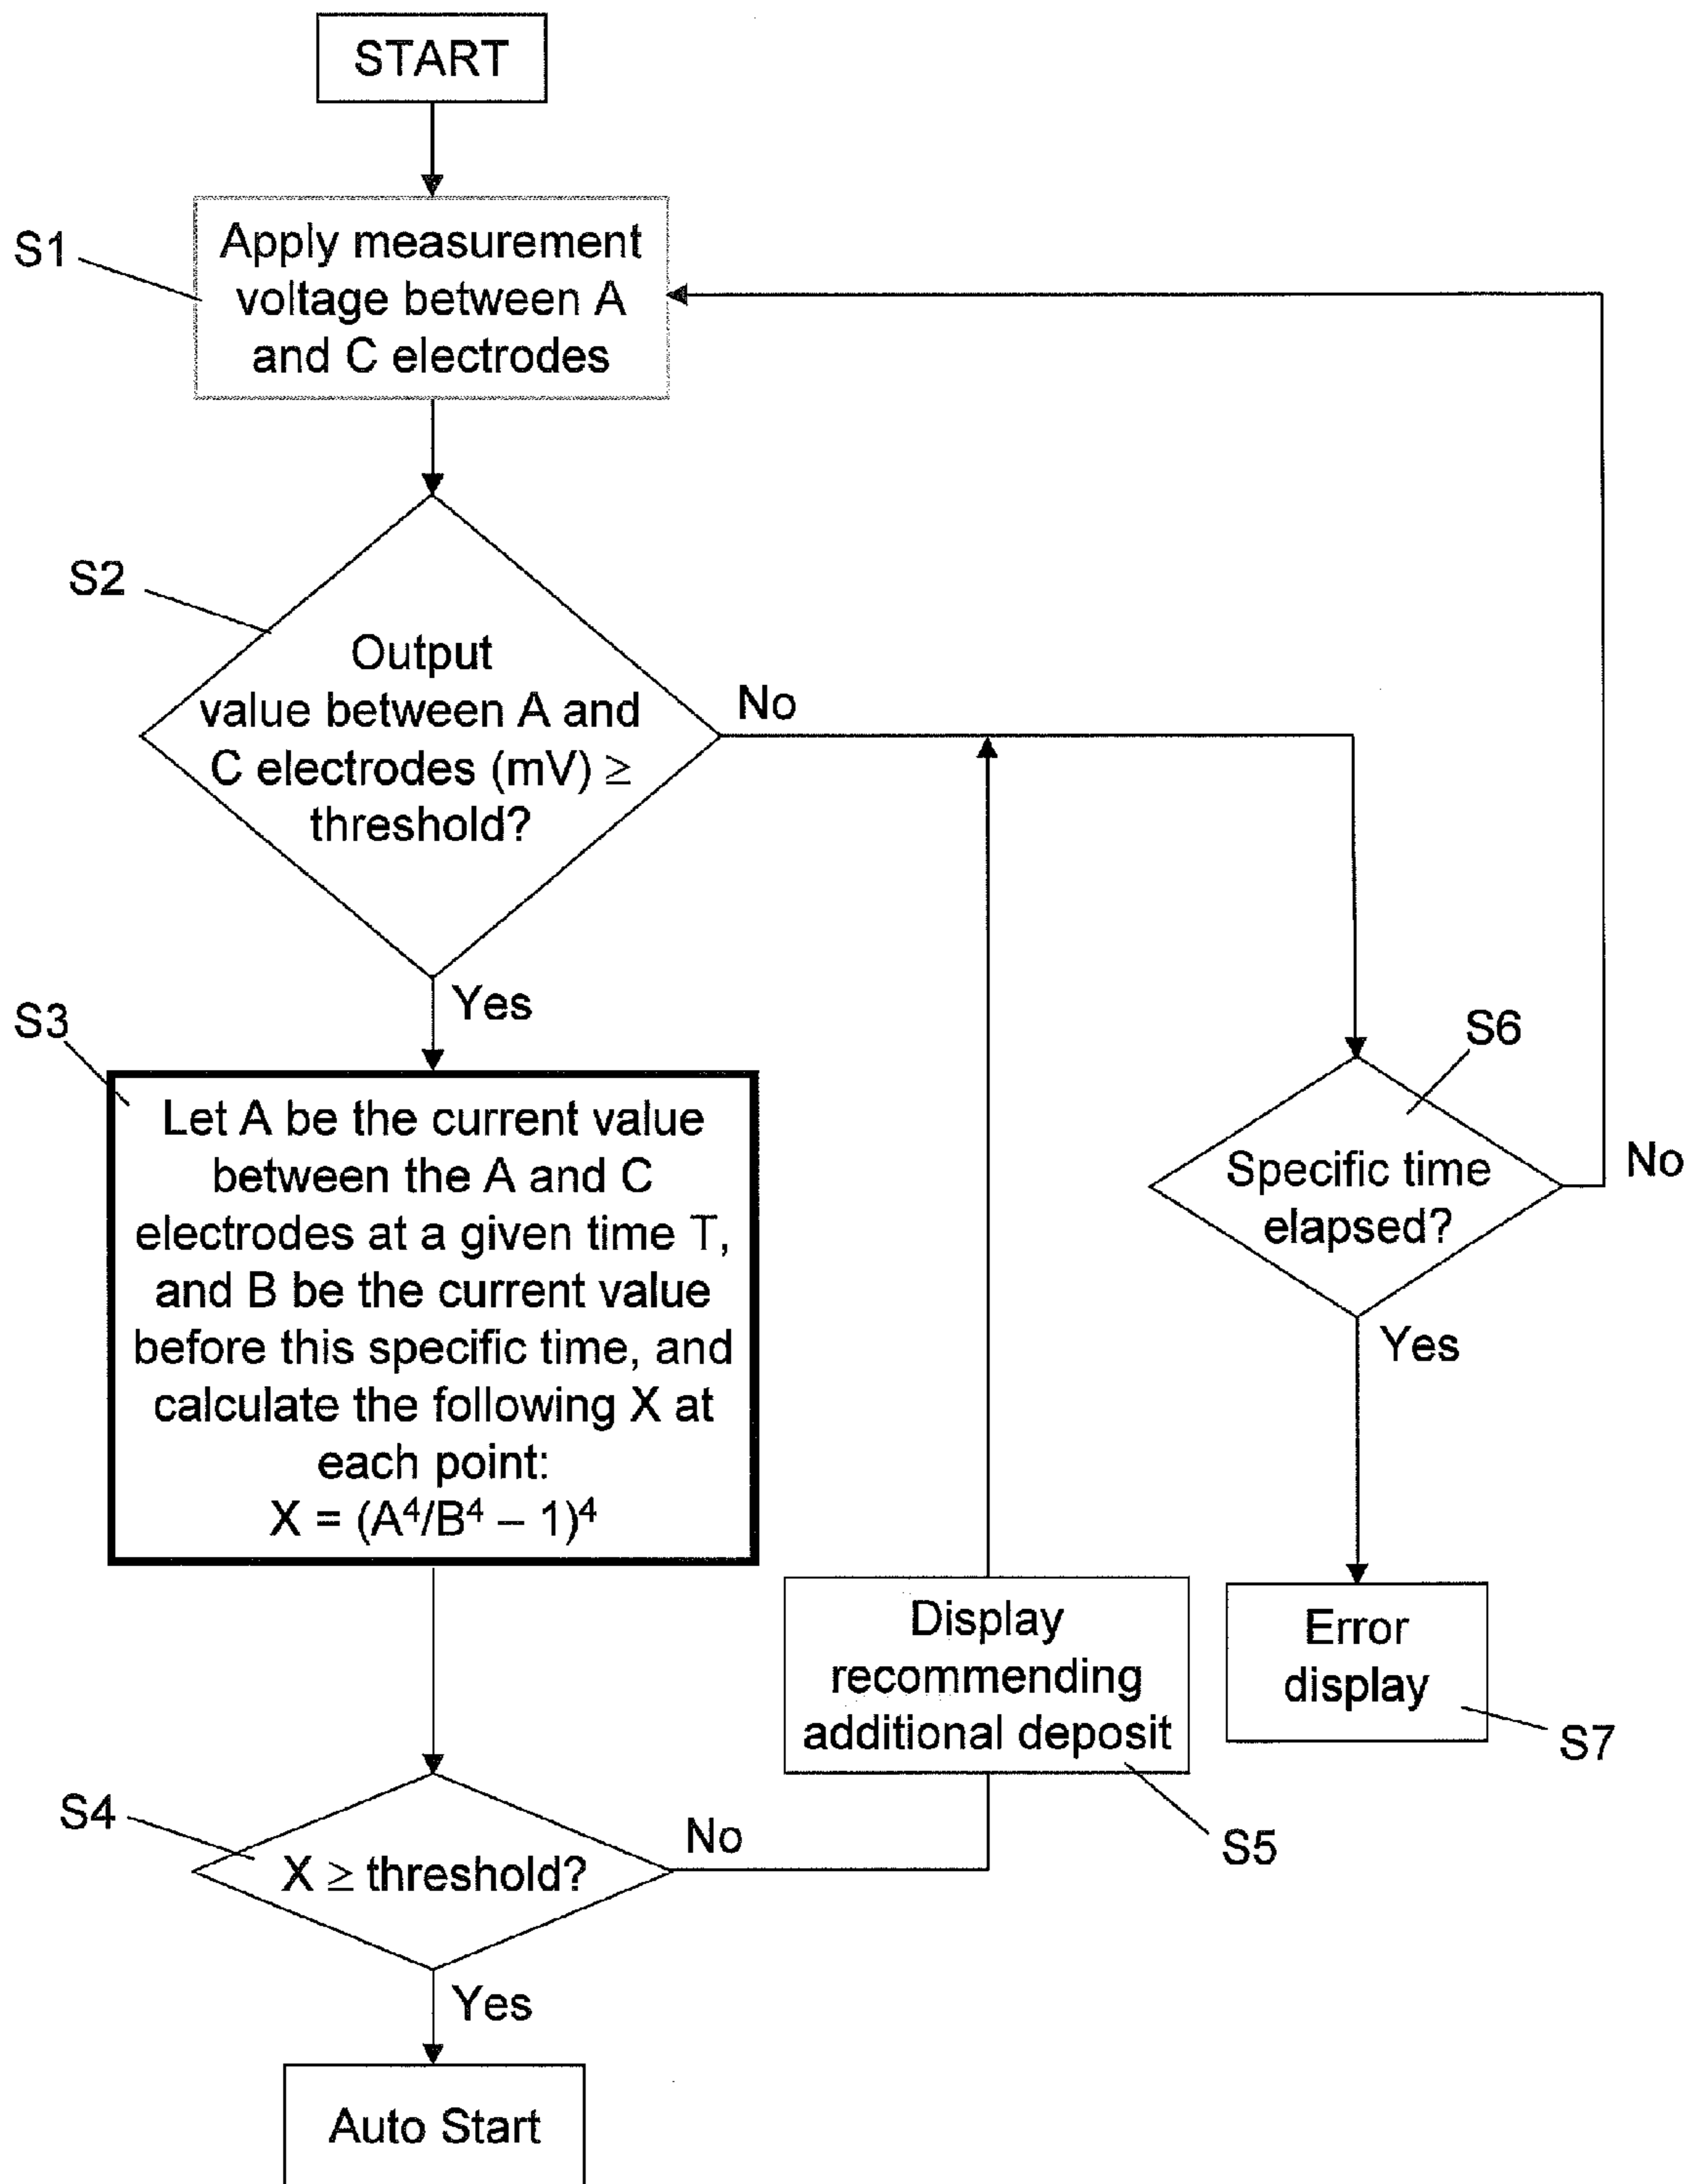 START
S1
Apply measurement
voltage between A
and C electrodes
S2
Output
value between A and
C electrodes (mV) ≥
threshold?
No
Yes
S3
Let A be the current value
between the A and C
electrodes at a given time T,
and B be the current value
before this specific time, and
calculate the following X at
each point:
X = (A⁴/B⁴ – 1)⁴
S6
Specific time
elapsed?
No
Yes
Display
recommending
additional deposit
S5
Error
display
S7
S4
X ≥ threshold?
No
Yes
Auto Start